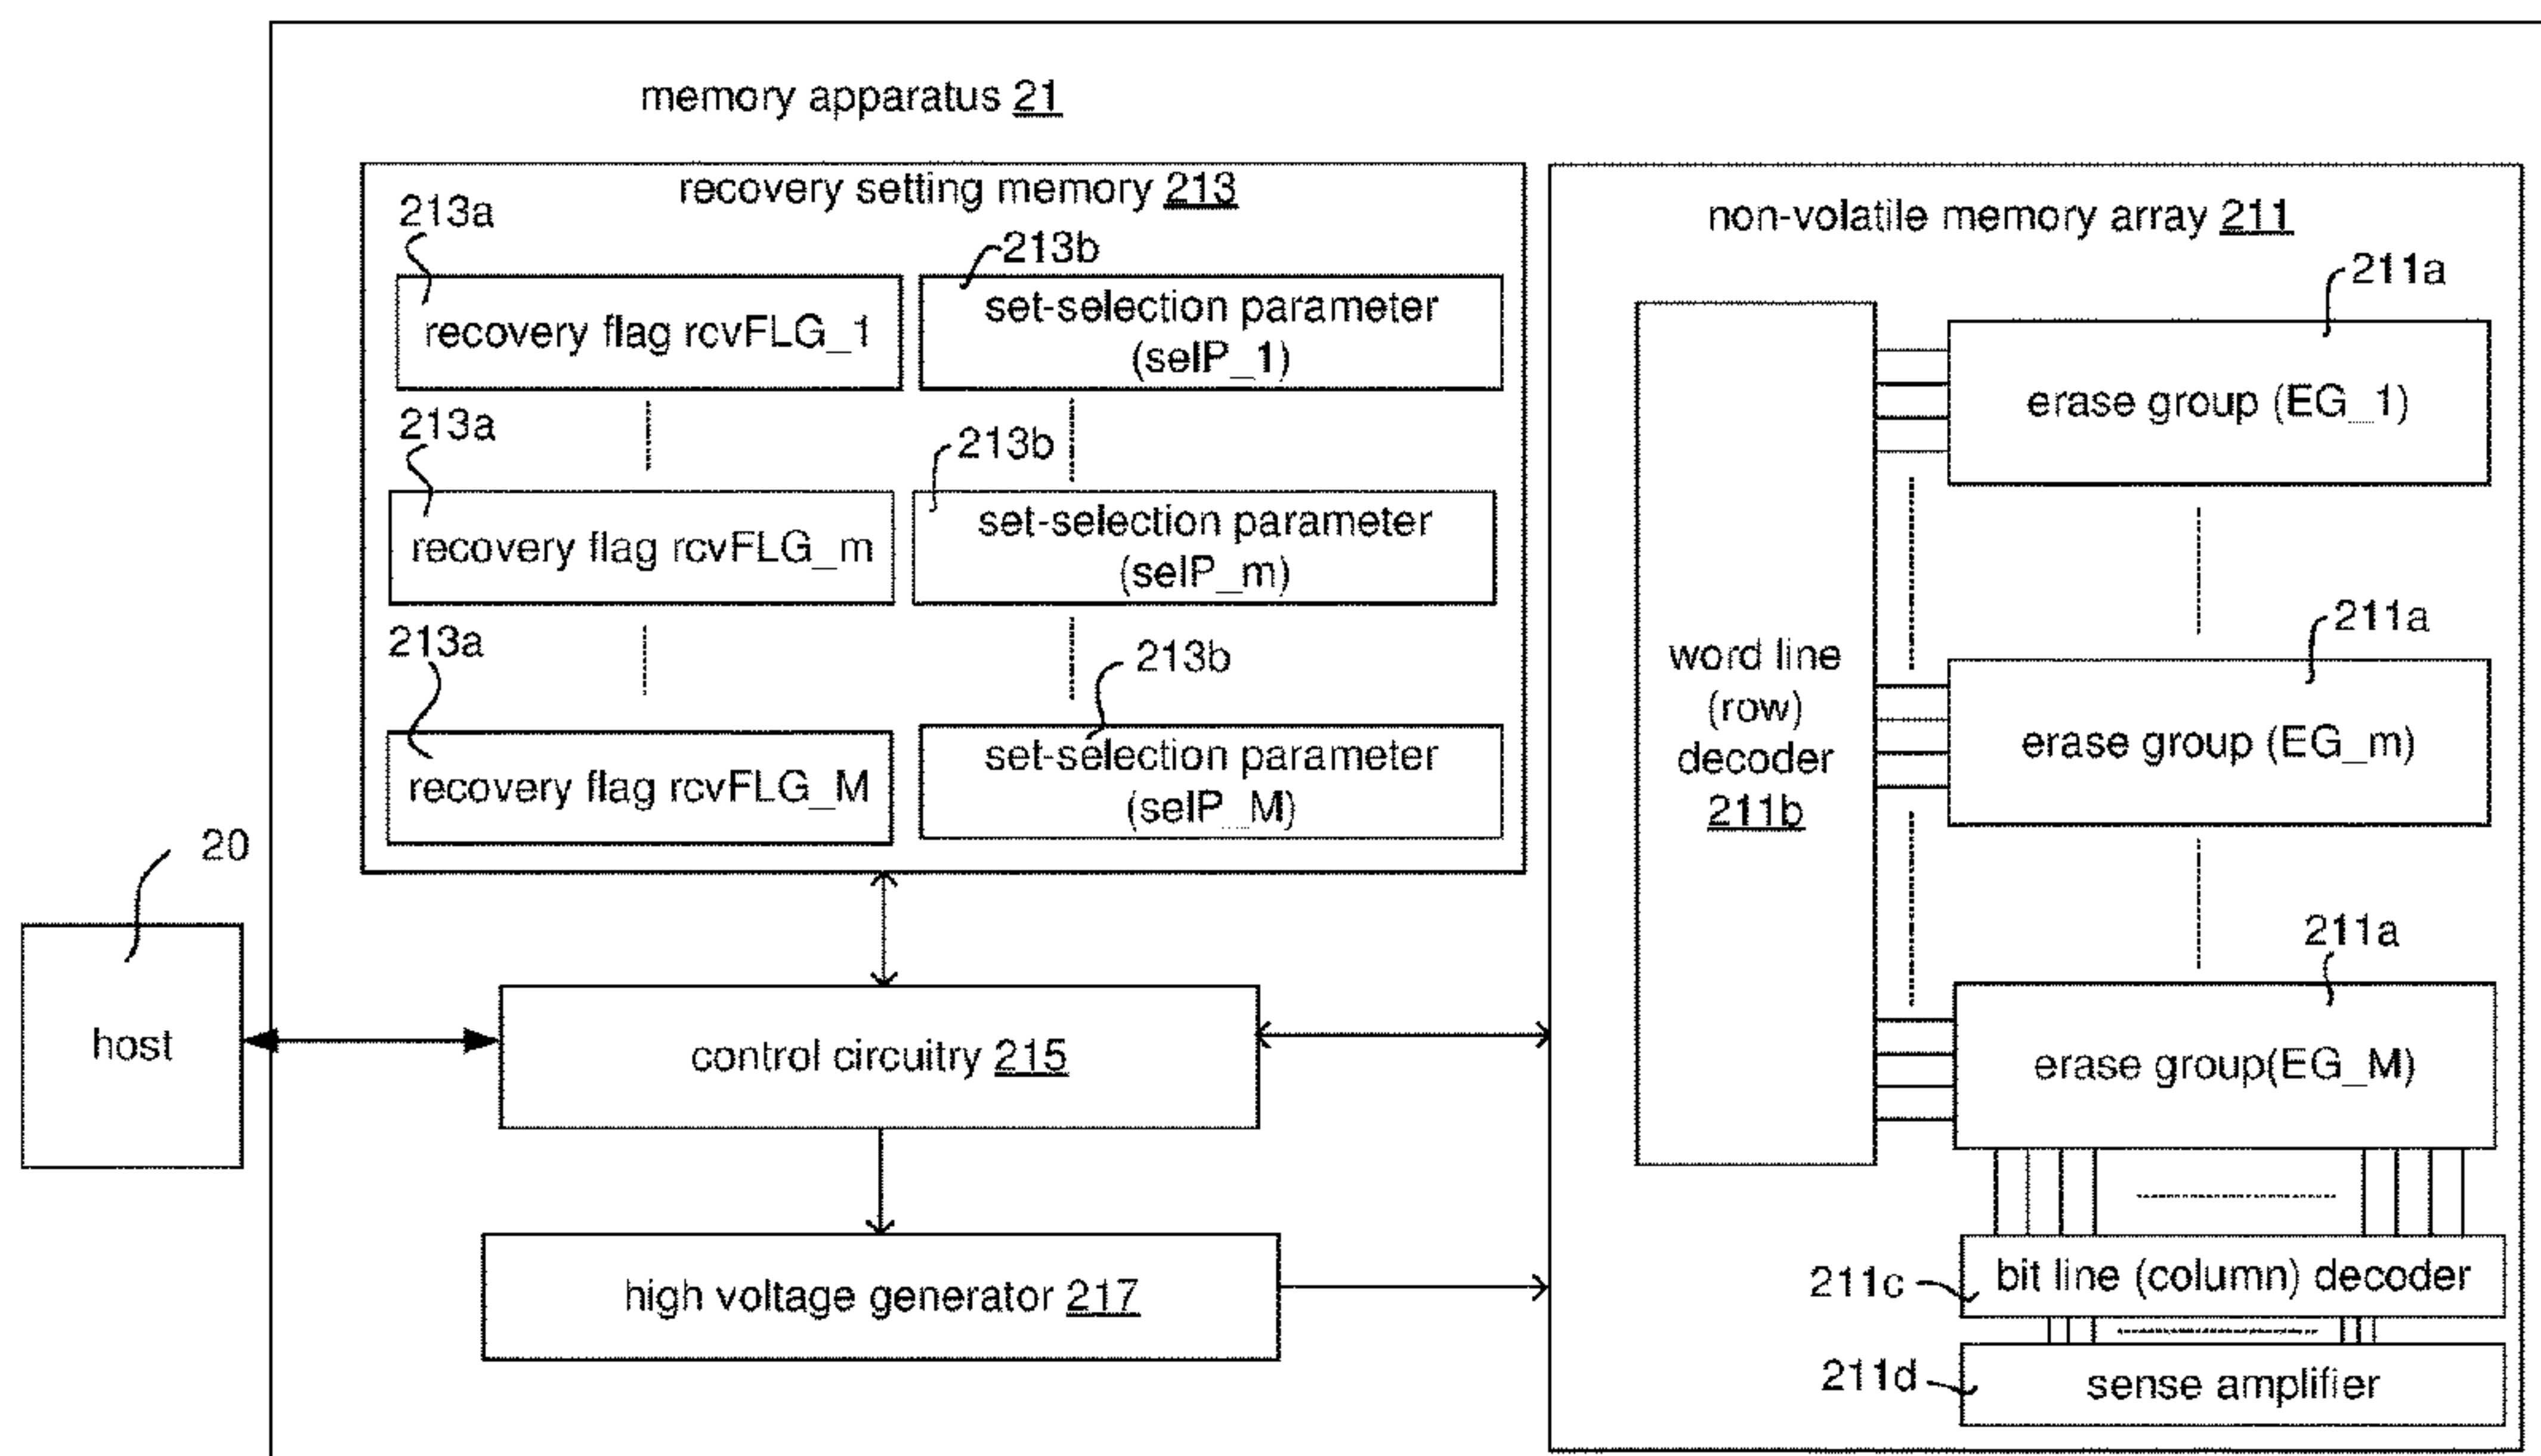 memory apparatus 21
recovery setting memory 213
213a
213b
recovery flag rcvFLG_1
set-selection parameter
(selP_1)
213a
213b
recovery flag rcvFLG_m
set-selection parameter
(selP_m)
213a
213b
recovery flag rcvFLG_M
set-selection parameter
(selP_M)
20
host
control circuitry 215
high voltage generator 217
non-volatile memory array 211
211a
erase group (EG_1)
word line
(row)
decoder
211b
211a
erase group (EG_m)
211a
erase group(EG_M)
211c
bit line (column) decoder
211d
sense amplifier